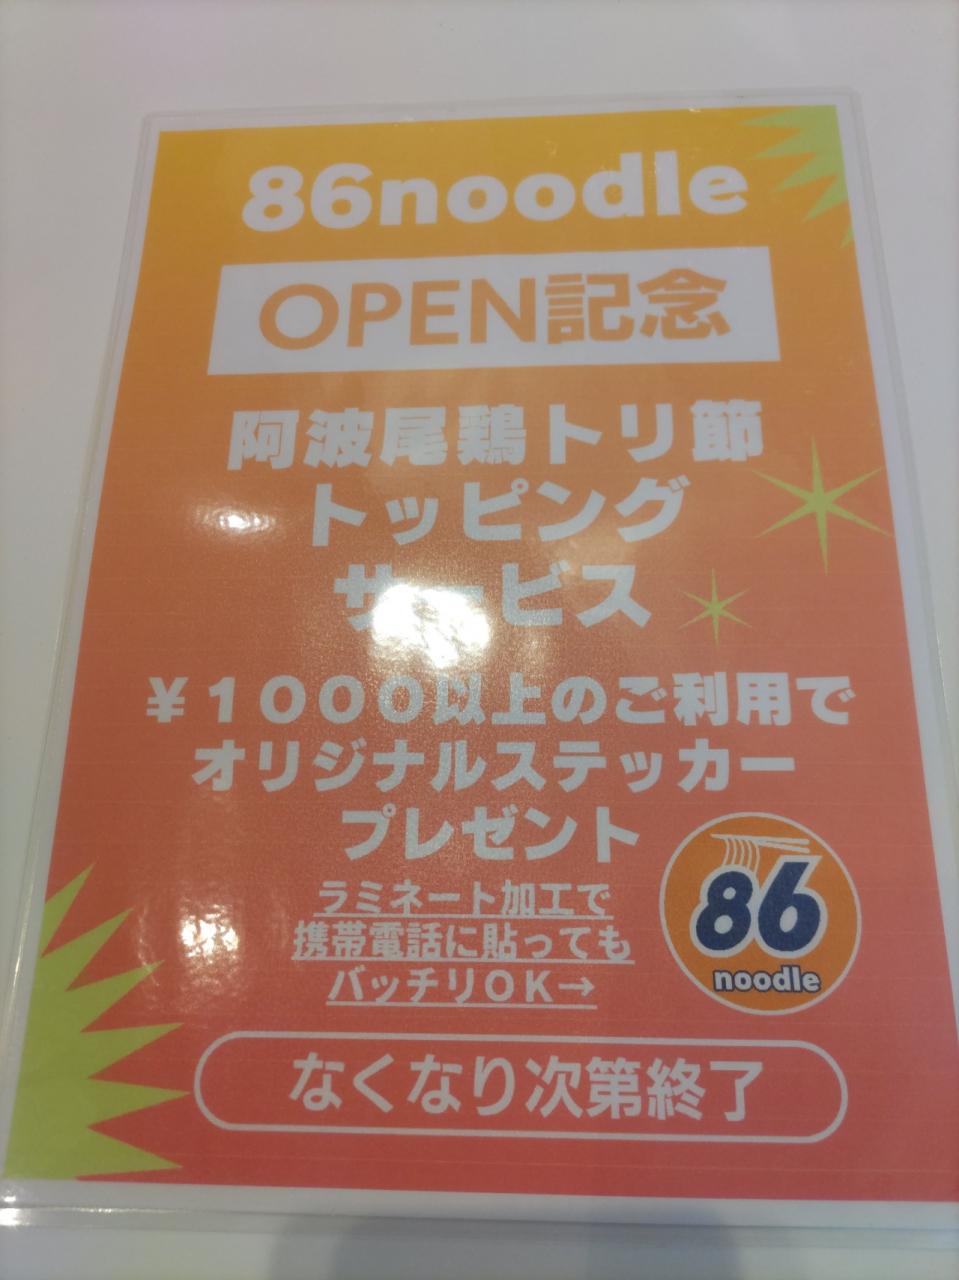 86noodle
OPEN記念
阿波尾鶏トリ節
トッピング
サービス
¥1000以上のご利用で
オリジナルステッカー
プレゼント
ラミネート加工で
携帯電話に貼っても
バッチリOK→
86
noodle
なくなり次第終了